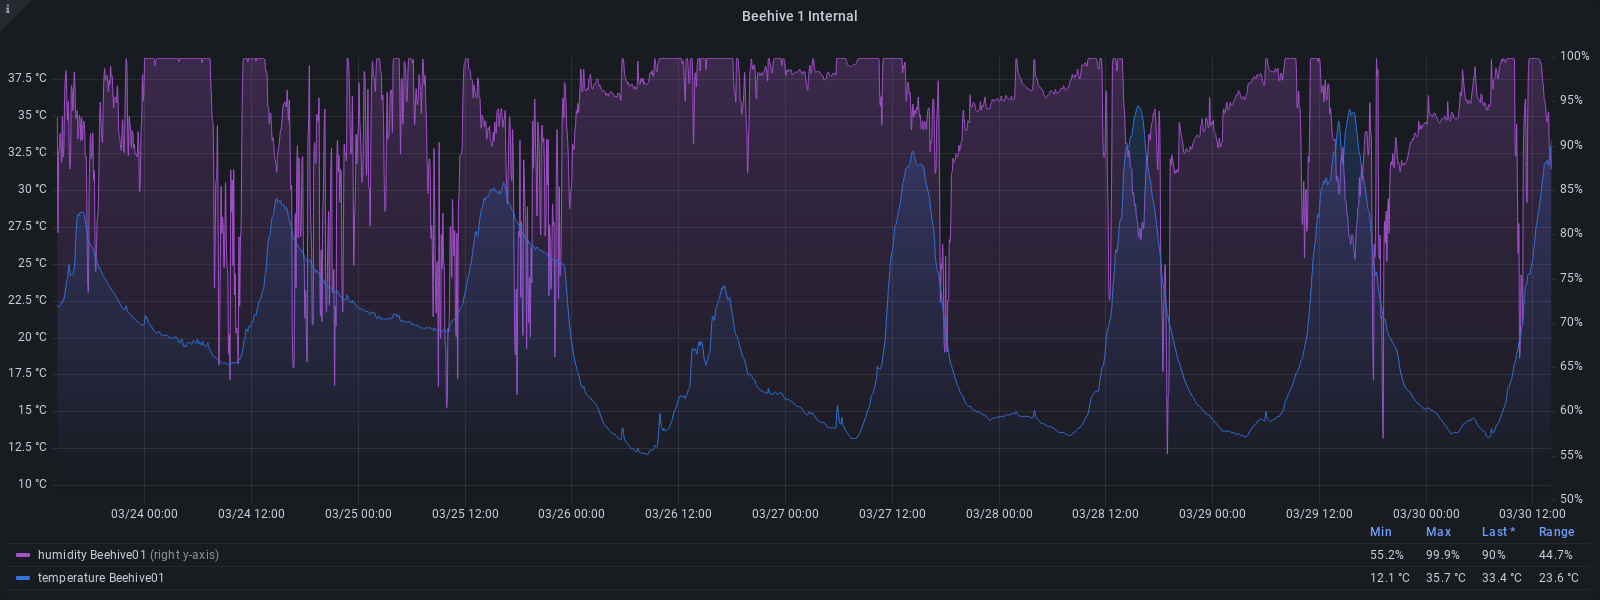 i
Beehive 1 Internal
37.5 °C
35 °C
32.5 °C
30 °C
27.5 °C
25 °C
22.5 °C
20 °C
17.5 °C
15 °C
12.5 °C
10 °C
100%
95%
90%
85%
80%
75%
70%
65%
60%
55%
50%
03/24 00:00 03/24 12:00 03/25 00:00 03/25 12:00 03/26 00:00 03/26 12:00 03/27 00:00 03/27 12:00 03/28 00:00 03/28 12:00 03/29 00:00 03/29 12:00 03/30 00:00 03/30 12:00
Min Max Last * Range
humidity Beehive01 (right y-axis) 55.2% 99.9% 90% 44.7%
temperature Beehive01 12.1 °C 35.7 °C 33.4 °C 23.6 °C